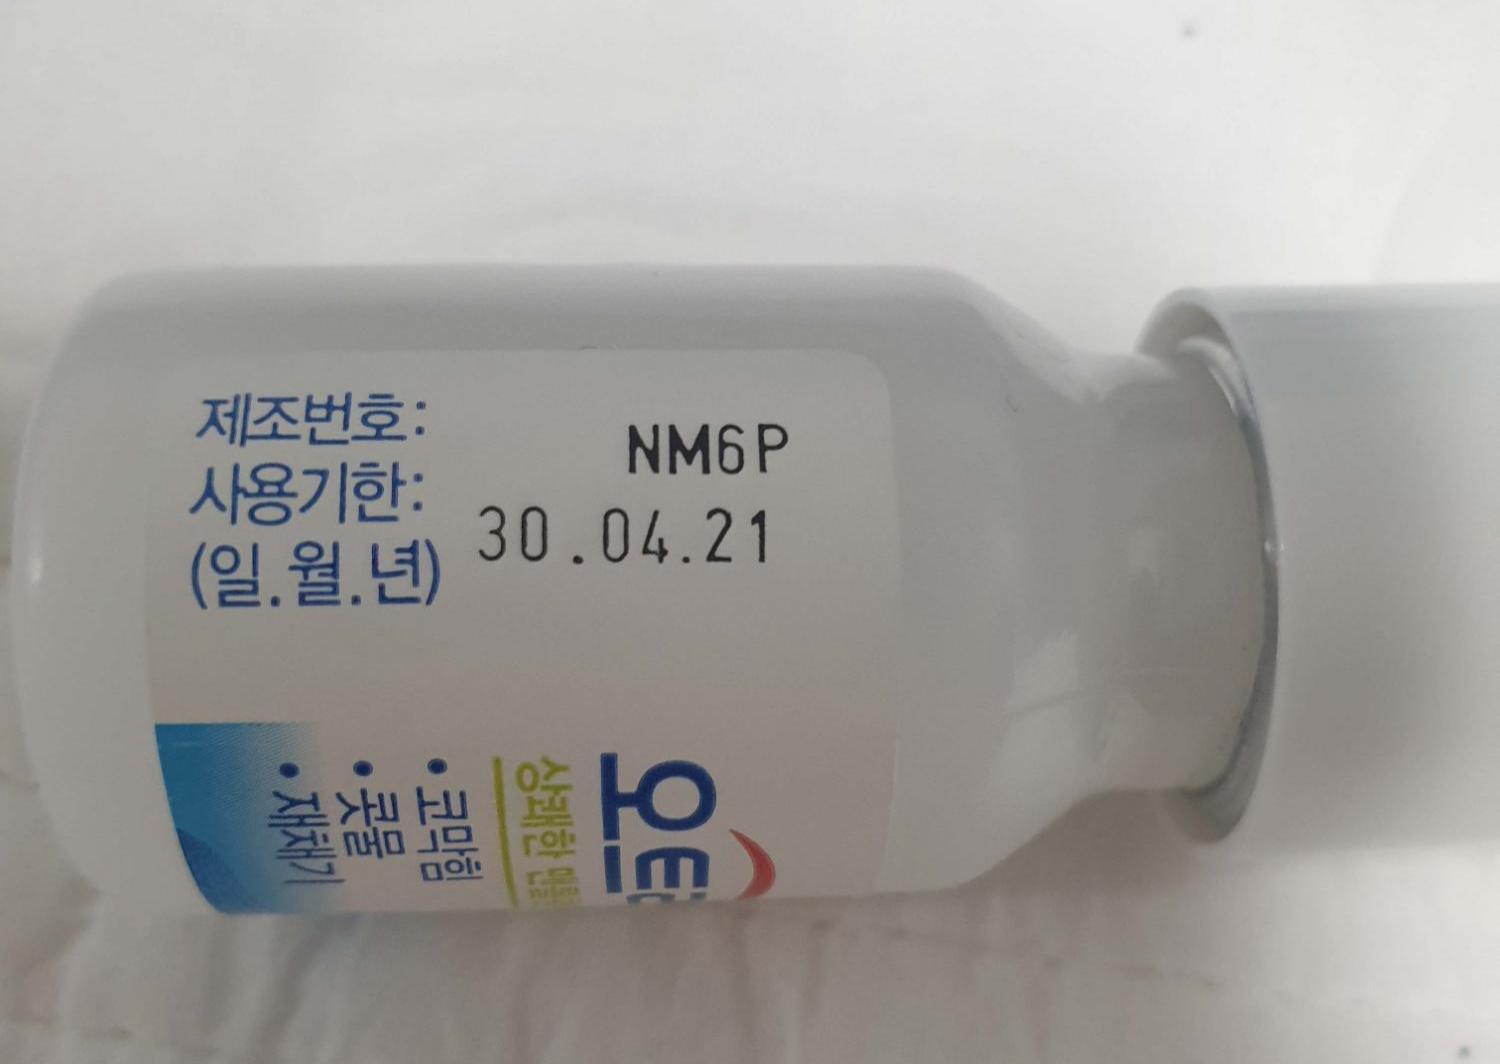 제조번호: NM6P
사용기한: 30.04.21
(일.월.년)
상쾌한
• 코막힘
• 콧물
• 재채기